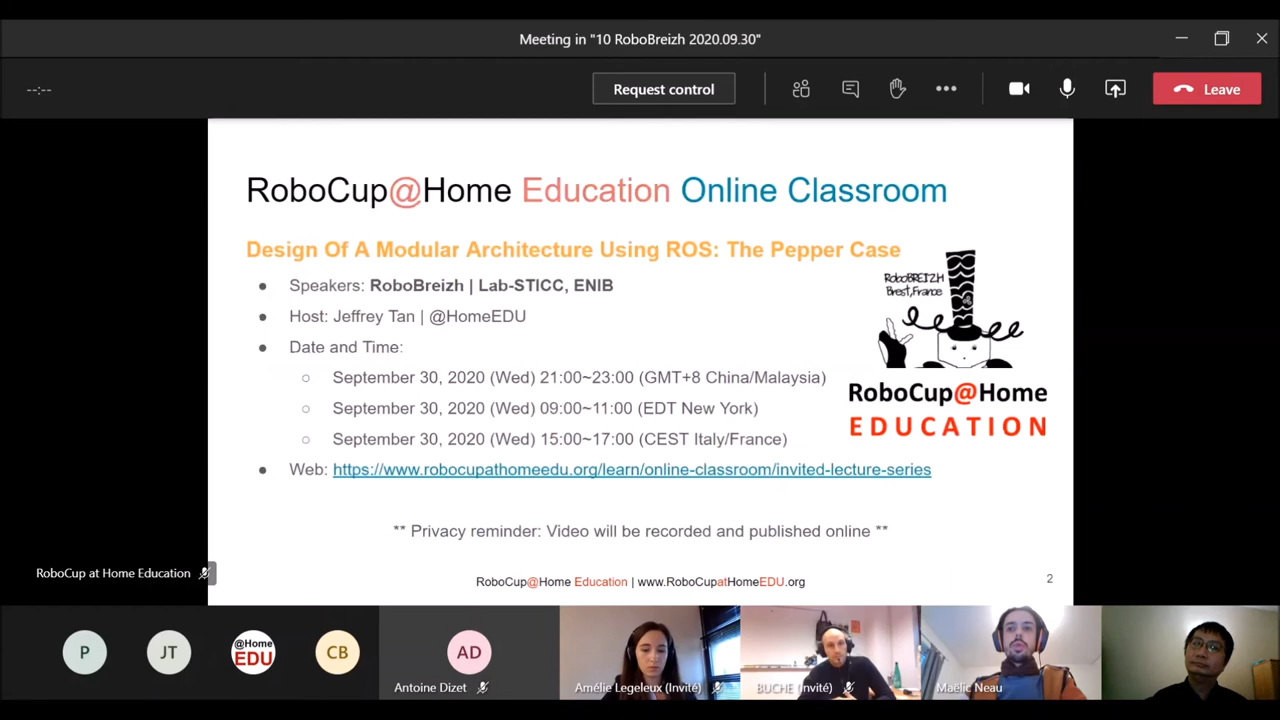 Meeting in "10 RoboBreizh 2020.09.30"
--:--
Request control
Leave
RoboCup@Home Education Online Classroom
Design Of A Modular Architecture Using ROS: The Pepper Case
● Speakers: RoboBreizh | Lab-STICC, ENIB
● Host: Jeffrey Tan | @HomeEDU
● Date and Time:
○ September 30, 2020 (Wed) 21:00~23:00 (GMT+8 China/Malaysia)
○ September 30, 2020 (Wed) 09:00~11:00 (EDT New York)
○ September 30, 2020 (Wed) 15:00~17:00 (CEST Italy/France)
● Web: https://www.robocupathomeedu.org/learn/online-classroom/invited-lecture-series
RoboBREIZH
Brest,France
RoboCup@Home
EDUCATION
** Privacy reminder: Video will be recorded and published online **
RoboCup@Home Education | www.RoboCupatHomeEDU.org
2
RoboCup at Home Education
P
JT
@Home
EDU
CB
AD
Antoine Dizet
Amélie Legeleux (Invité)
BUCHE (Invité)
Maëlic Neau